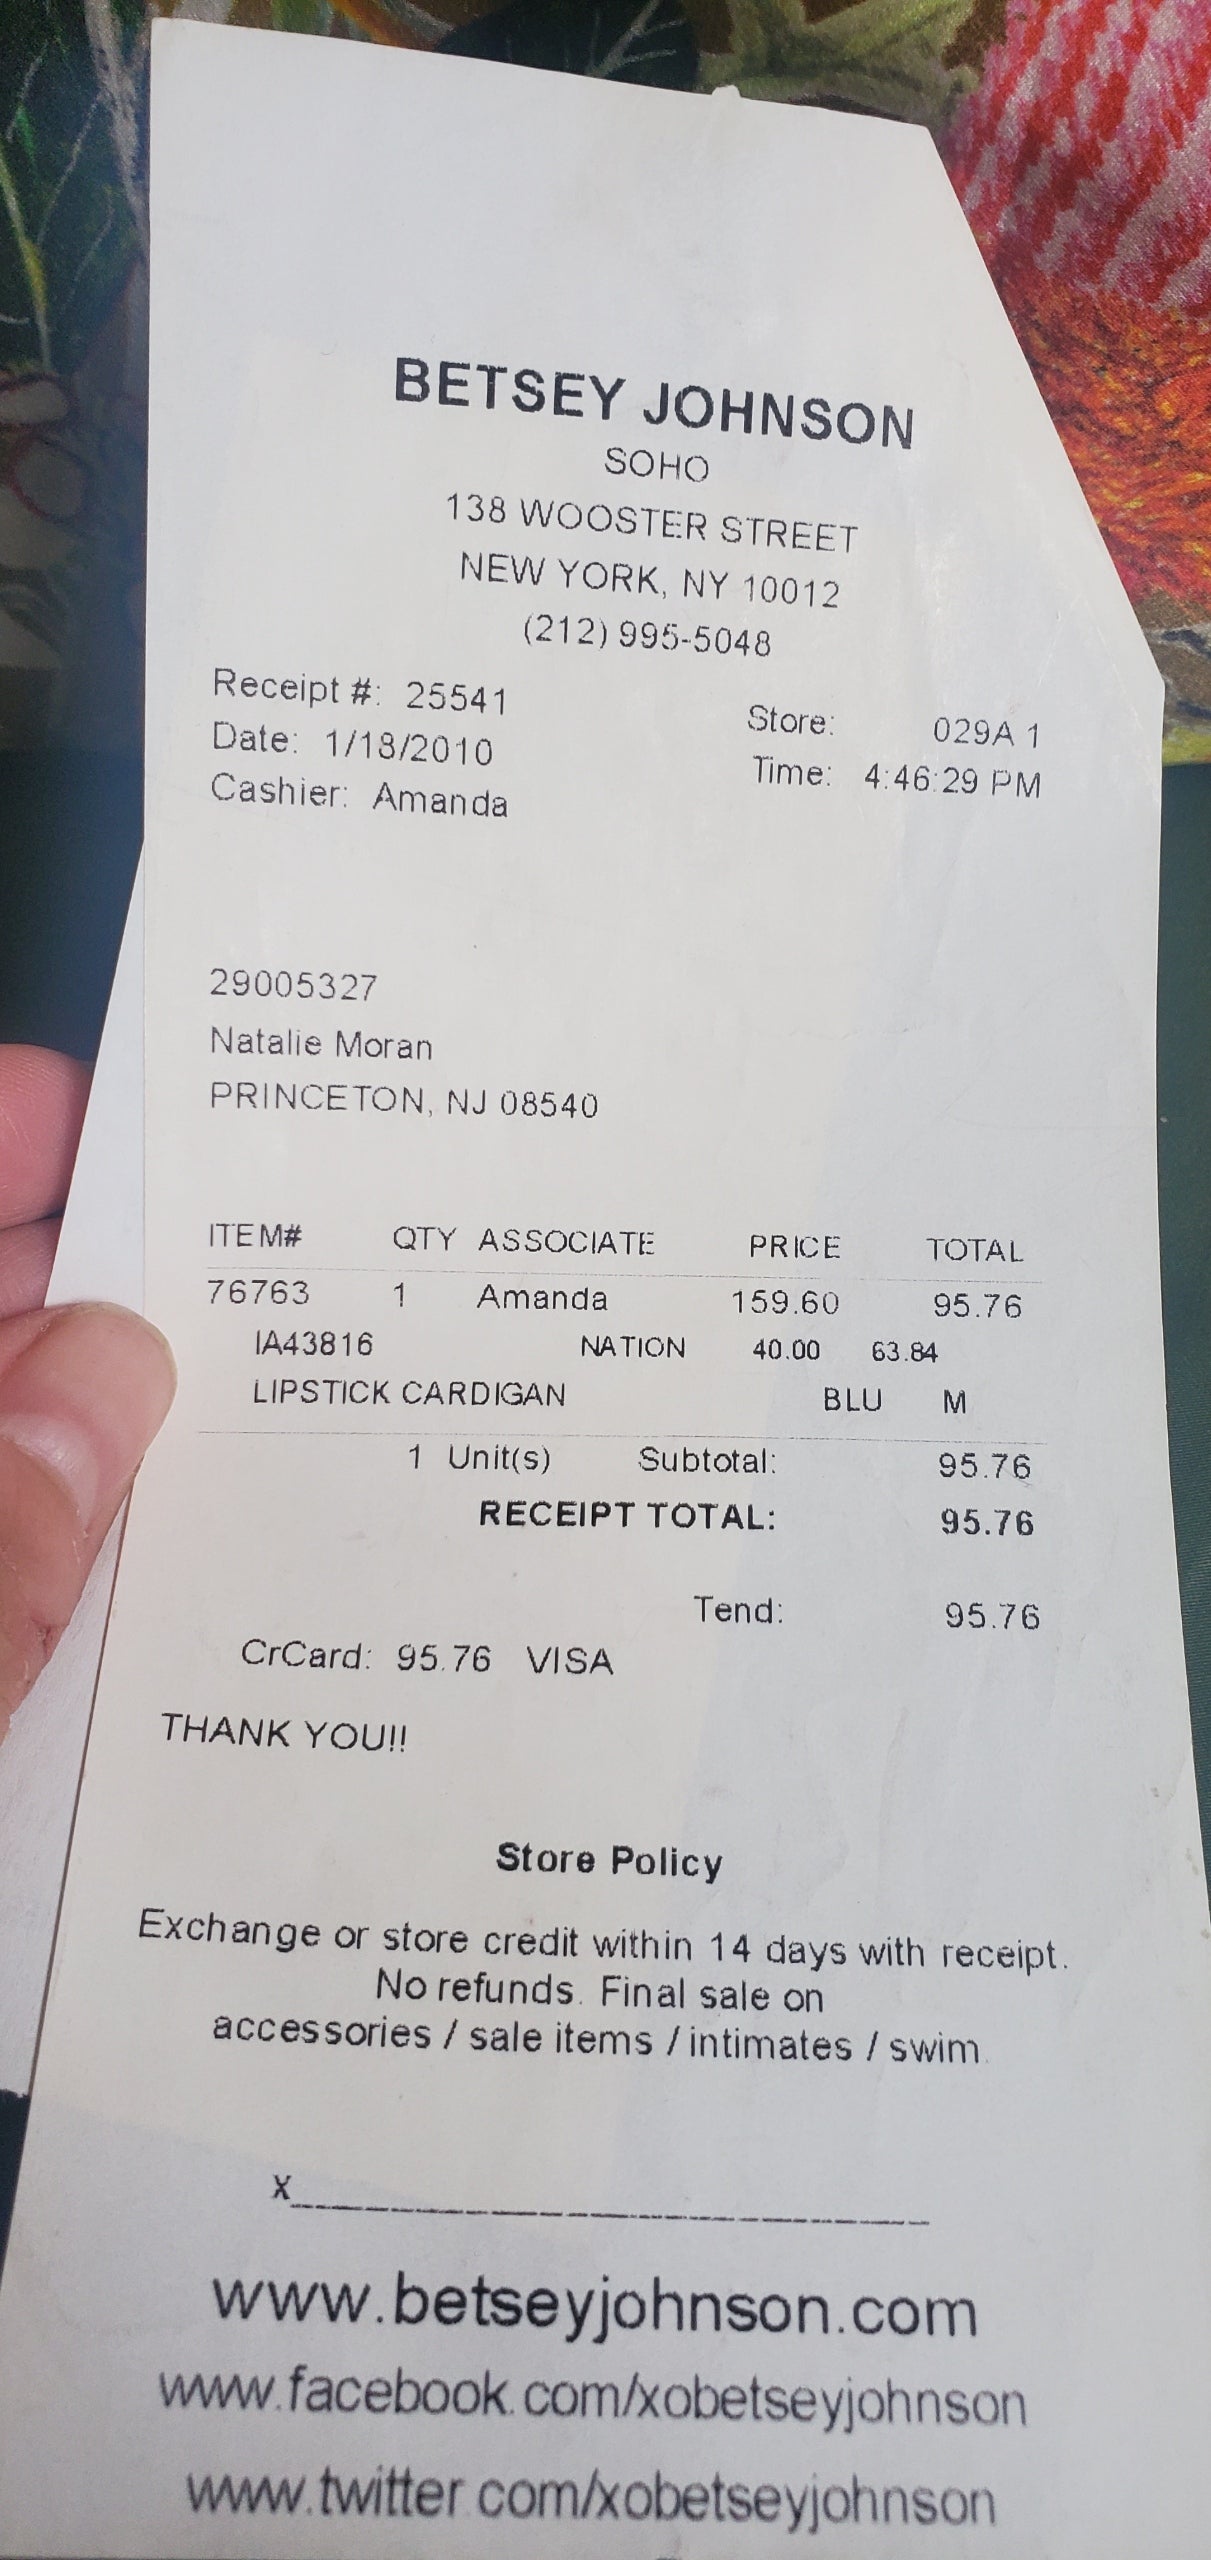 BETSEY JOHNSON
SOHO
138 WOOSTER STREET
NEW YORK, NY 10012
(212) 995-5048
Receipt #: 25541 Store: 029A 1
Date: 1/18/2010 Time: 4:46:29 PM
Cashier: Amanda
29005327
Natalie Moran
PRINCETON, NJ 08540
ITEM# QTY ASSOCIATE PRICE TOTAL
76763 1 Amanda 159.60 95.76
IA43816 NATION 40.00 63.84
LIPSTICK CARDIGAN BLU M
1 Unit(s) Subtotal: 95.76
RECEIPT TOTAL: 95.76
Tend: 95.76
CrCard: 95.76 VISA
THANK YOU!!
Store Policy
Exchange or store credit within 14 days with receipt.
No refunds. Final sale on
accessories / sale items / intimates / swim.
X
www.betseyjohnson.com
www.facebook.com/xobetseyjohnson
www.twitter.com/xobetseyjohnson